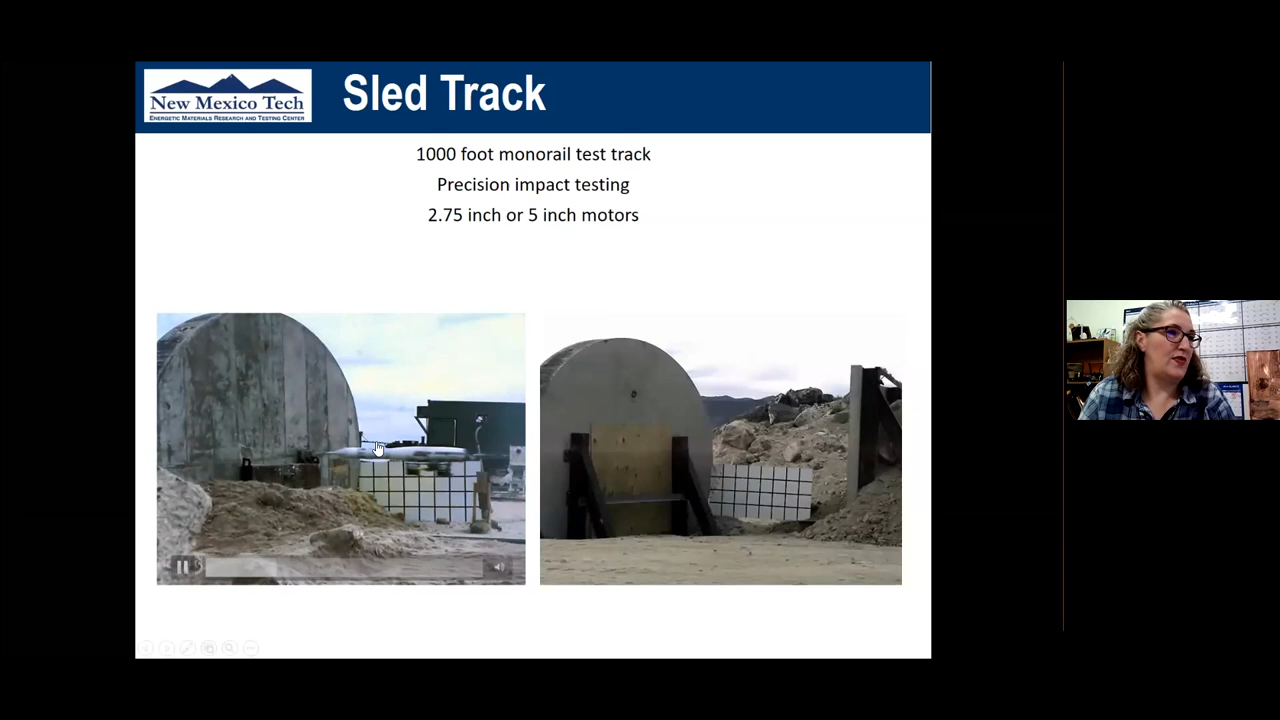 New Mexico Tech
Energetic Materials Research and Testing Center
Sled Track
1000 foot monorail test track
Precision impact testing
2.75 inch or 5 inch motors